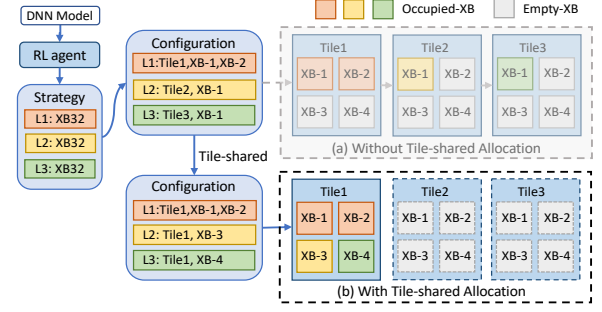 DNN Model
RL agent
Strategy
L1: XB32
L2: XB32
L3: XB32
Configuration
L1:Tile1,XB-1,XB-2
L2: Tile2, XB-1
L3: Tile3, XB-1
Tile-shared
Configuration
L1:Tile1,XB-1,XB-2
L2: Tile1, XB-3
L3: Tile1, XB-4
Occupied-XB
Empty-XB
Tile1
Tile2
Tile3
XB-1 XB-2 XB-1 XB-2 XB-1 XB-2
XB-3 XB-4 XB-3 XB-4 XB-3 XB-4
(a) Without Tile-shared Allocation
Tile1
Tile2
Tile3
XB-1 XB-2 XB-1 XB-2 XB-1 XB-2
XB-3 XB-4 XB-3 XB-4 XB-3 XB-4
(b) With Tile-shared Allocation